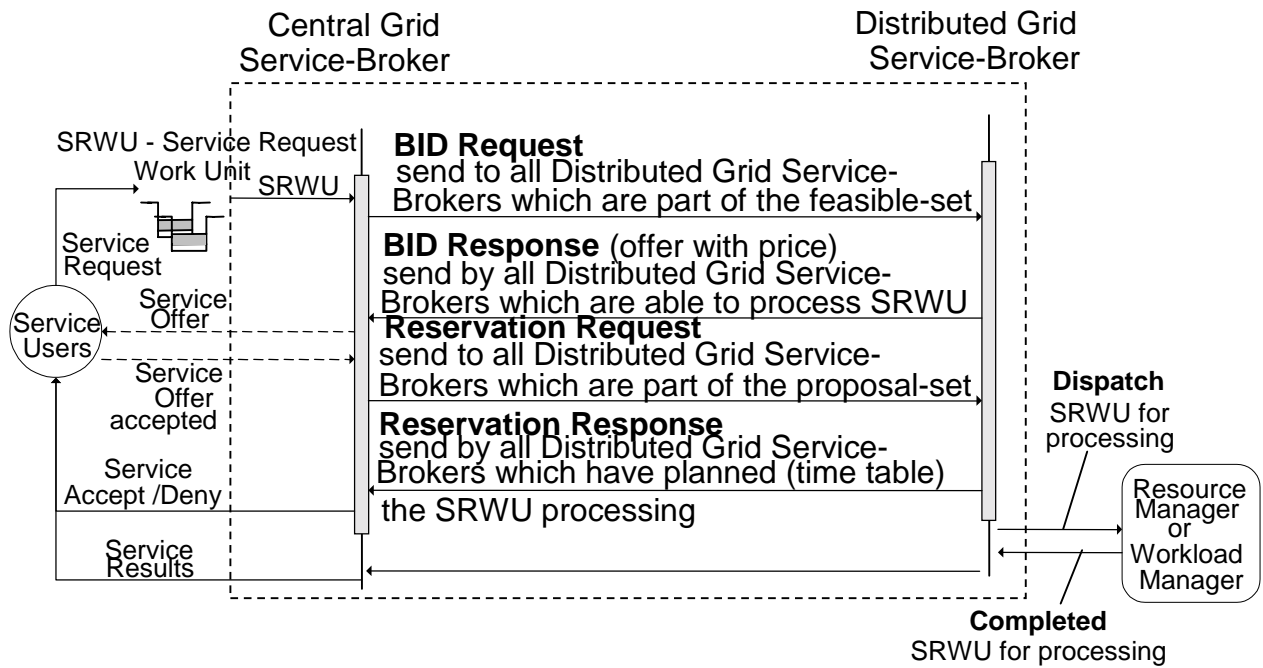 Central Grid
Service-Broker
Distributed Grid
Service-Broker
SRWU - Service Request
Work Unit
SRWU
BID Request
send to all Distributed Grid Service-
Brokers which are part of the feasible-set
Service
Request
BID Response (offer with price)
send by all Distributed Grid Service-
Brokers which are able to process SRWU
Service
Offer
Service
Users
Reservation Request
send to all Distributed Grid Service-
Brokers which are part of the proposal-set
Service
Offer
accepted
Dispatch
SRWU for
processing
Reservation Response
send by all Distributed Grid Service-
Brokers which have planned (time table)
the SRWU processing
Service
Accept /Deny
Resource
Manager
or
Workload
Manager
Service
Results
Completed
SRWU for processing